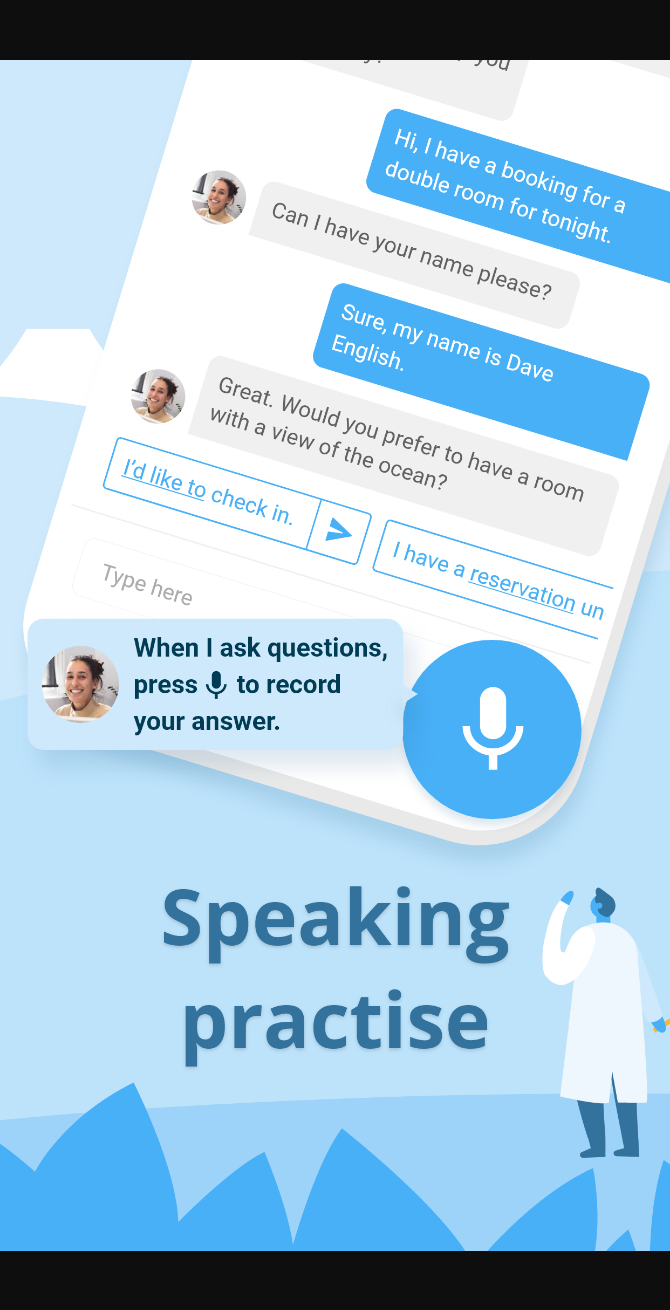 you
Hi, I have a booking for a
double room for tonight.
Can I have your name please?
Sure, my name is Dave
English.
Great. Would you prefer to have a room
with a view of the ocean?
I'd like to check in.
I have a reservation un
Type here
When I ask questions,
press to record
your answer.
Speaking
practise